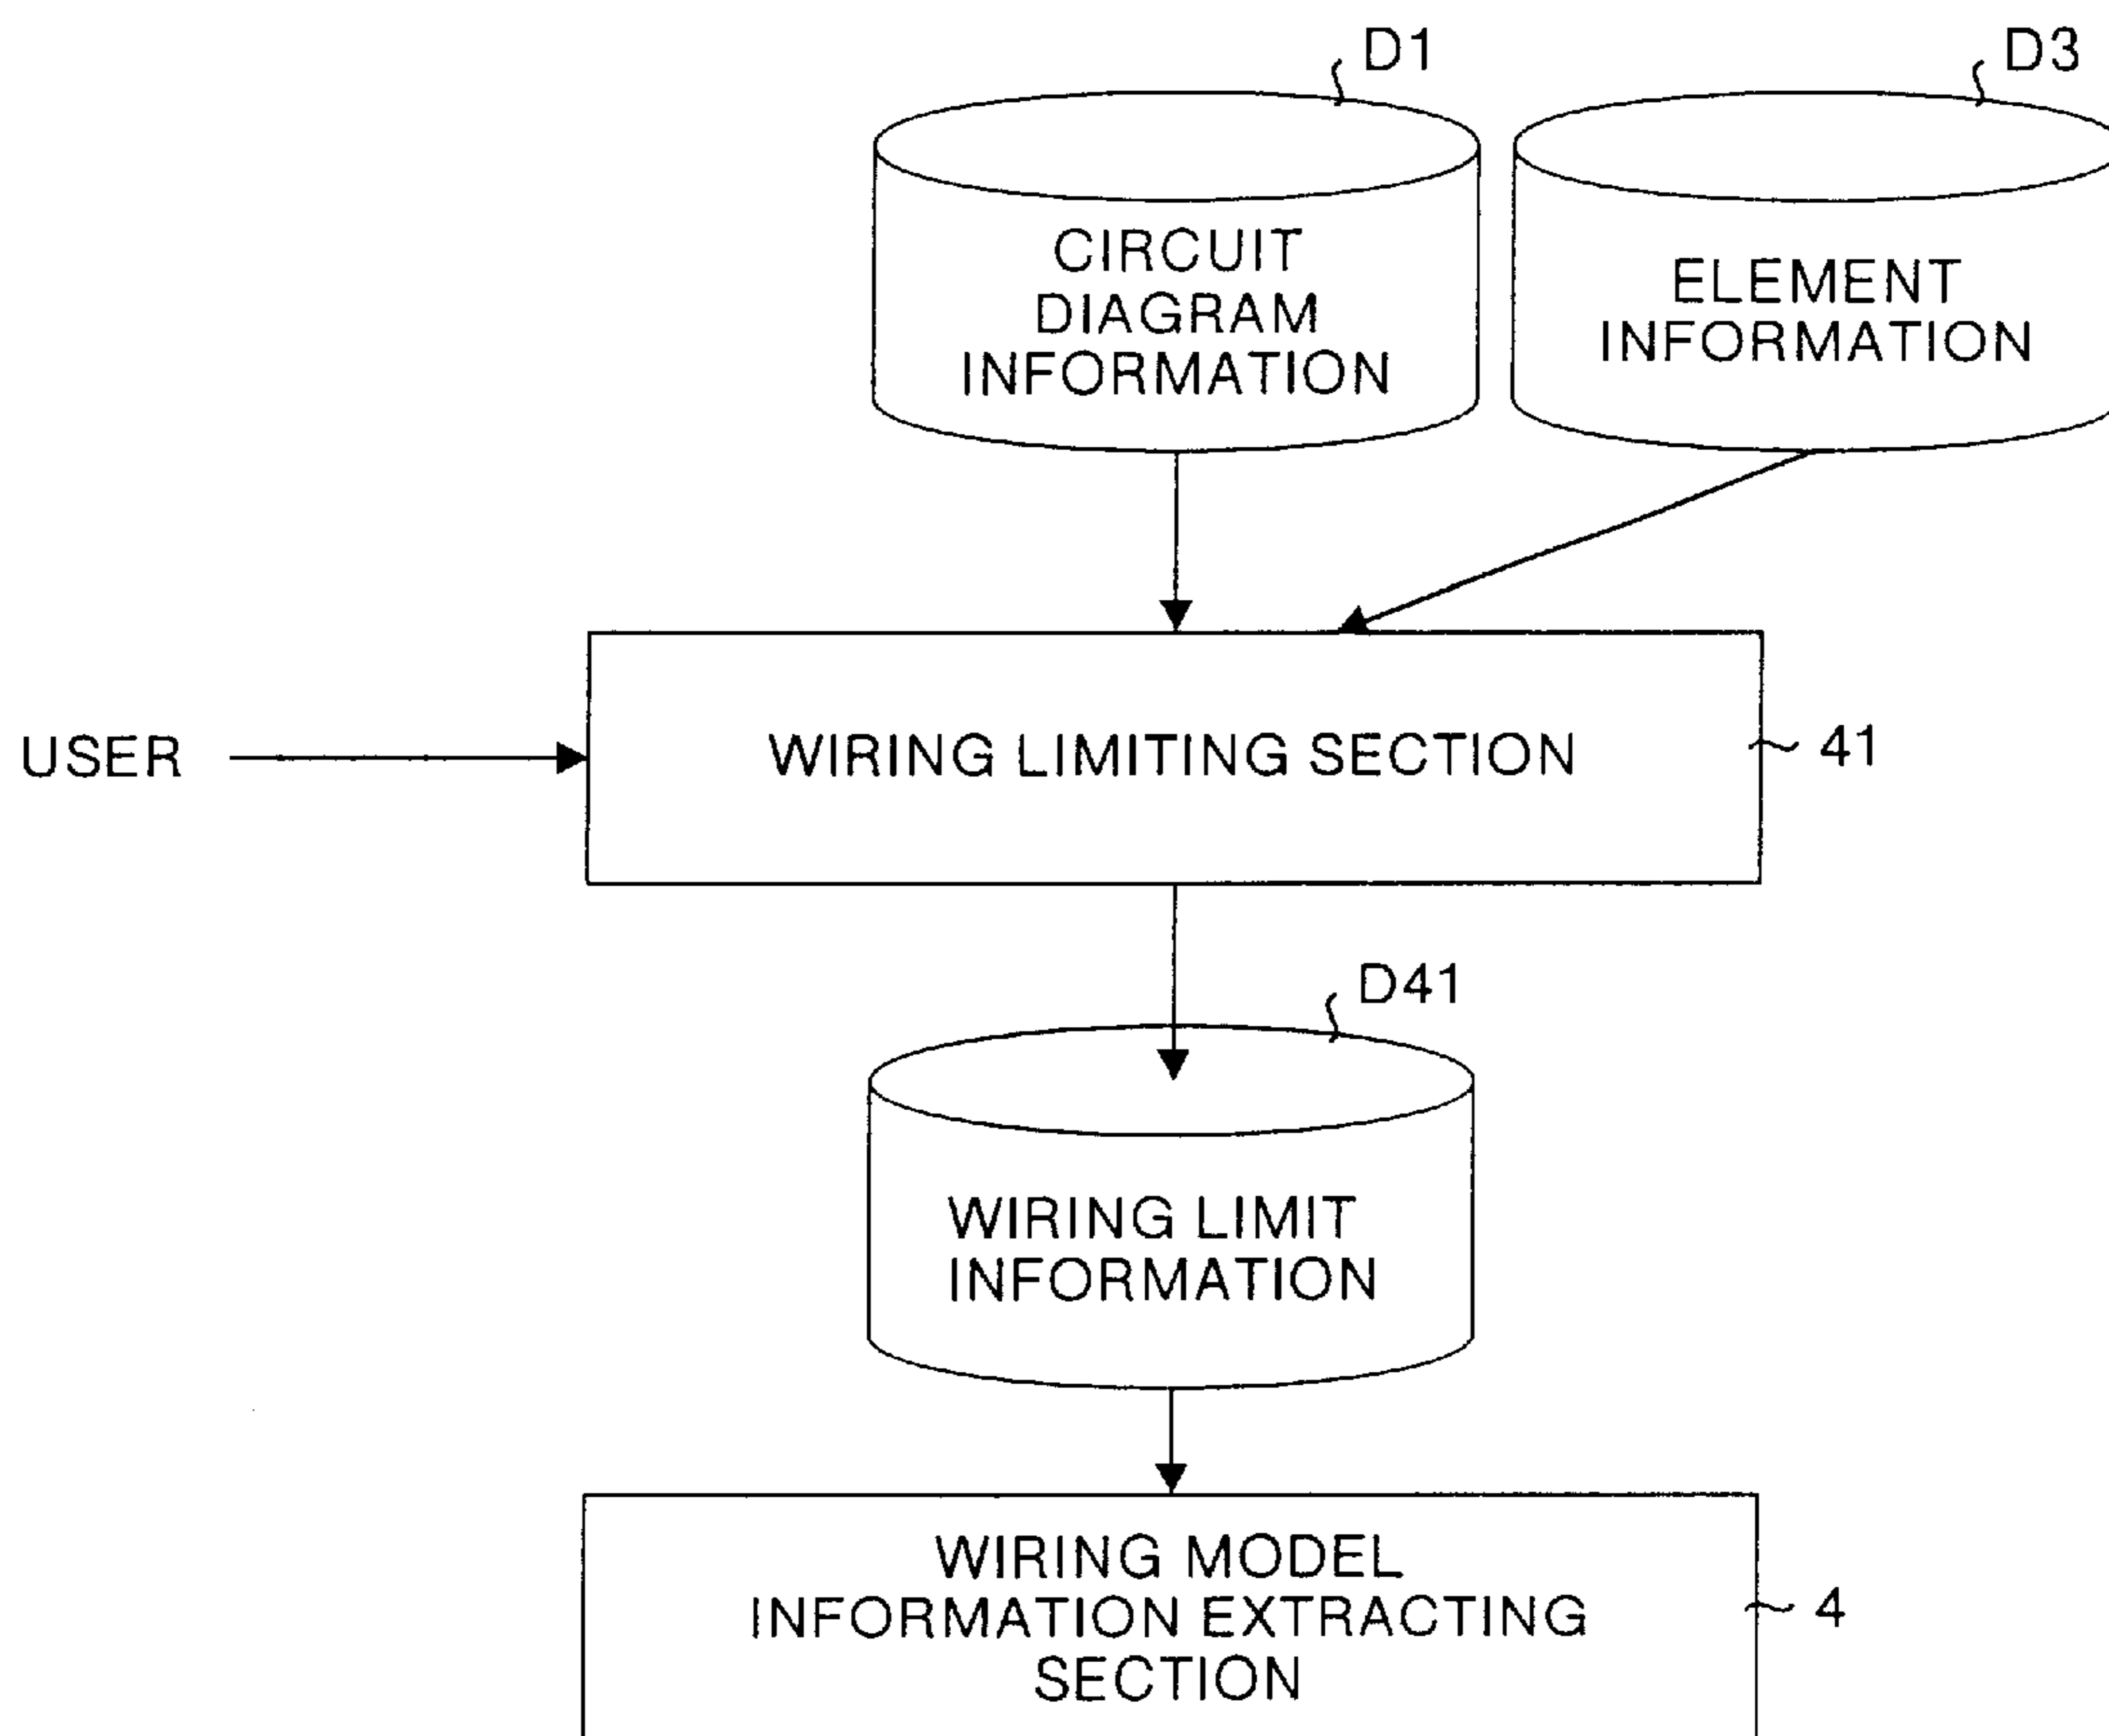 D1
D3
CIRCUIT
DIAGRAM
INFORMATION
ELEMENT
INFORMATION
USER
WIRING LIMITING SECTION
41
D41
WIRING LIMIT
INFORMATION
WIRING MODEL
INFORMATION EXTRACTING
SECTION
4